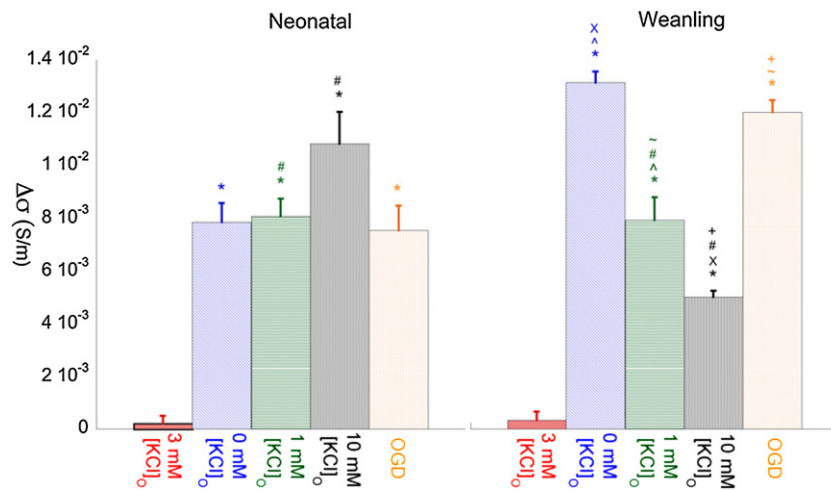 Neonatal
Weanling
1.4 10⁻²
1.2 10⁻²
1 10⁻²
8 10⁻³
6 10⁻³
4 10⁻³
2 10⁻³
0
Δσ (S/m)
*
#
*
#
*
*
x
^
*
~
#
^
*
+
#
x
*
+
~
*
3 mM
[KCl]O
0 mM
[KCl]O
1 mM
[KCl]O
10 mM
[KCl]O
OGD
3 mM
[KCl]O
0 mM
[KCl]O
1 mM
[KCl]O
10 mM
[KCl]O
OGD